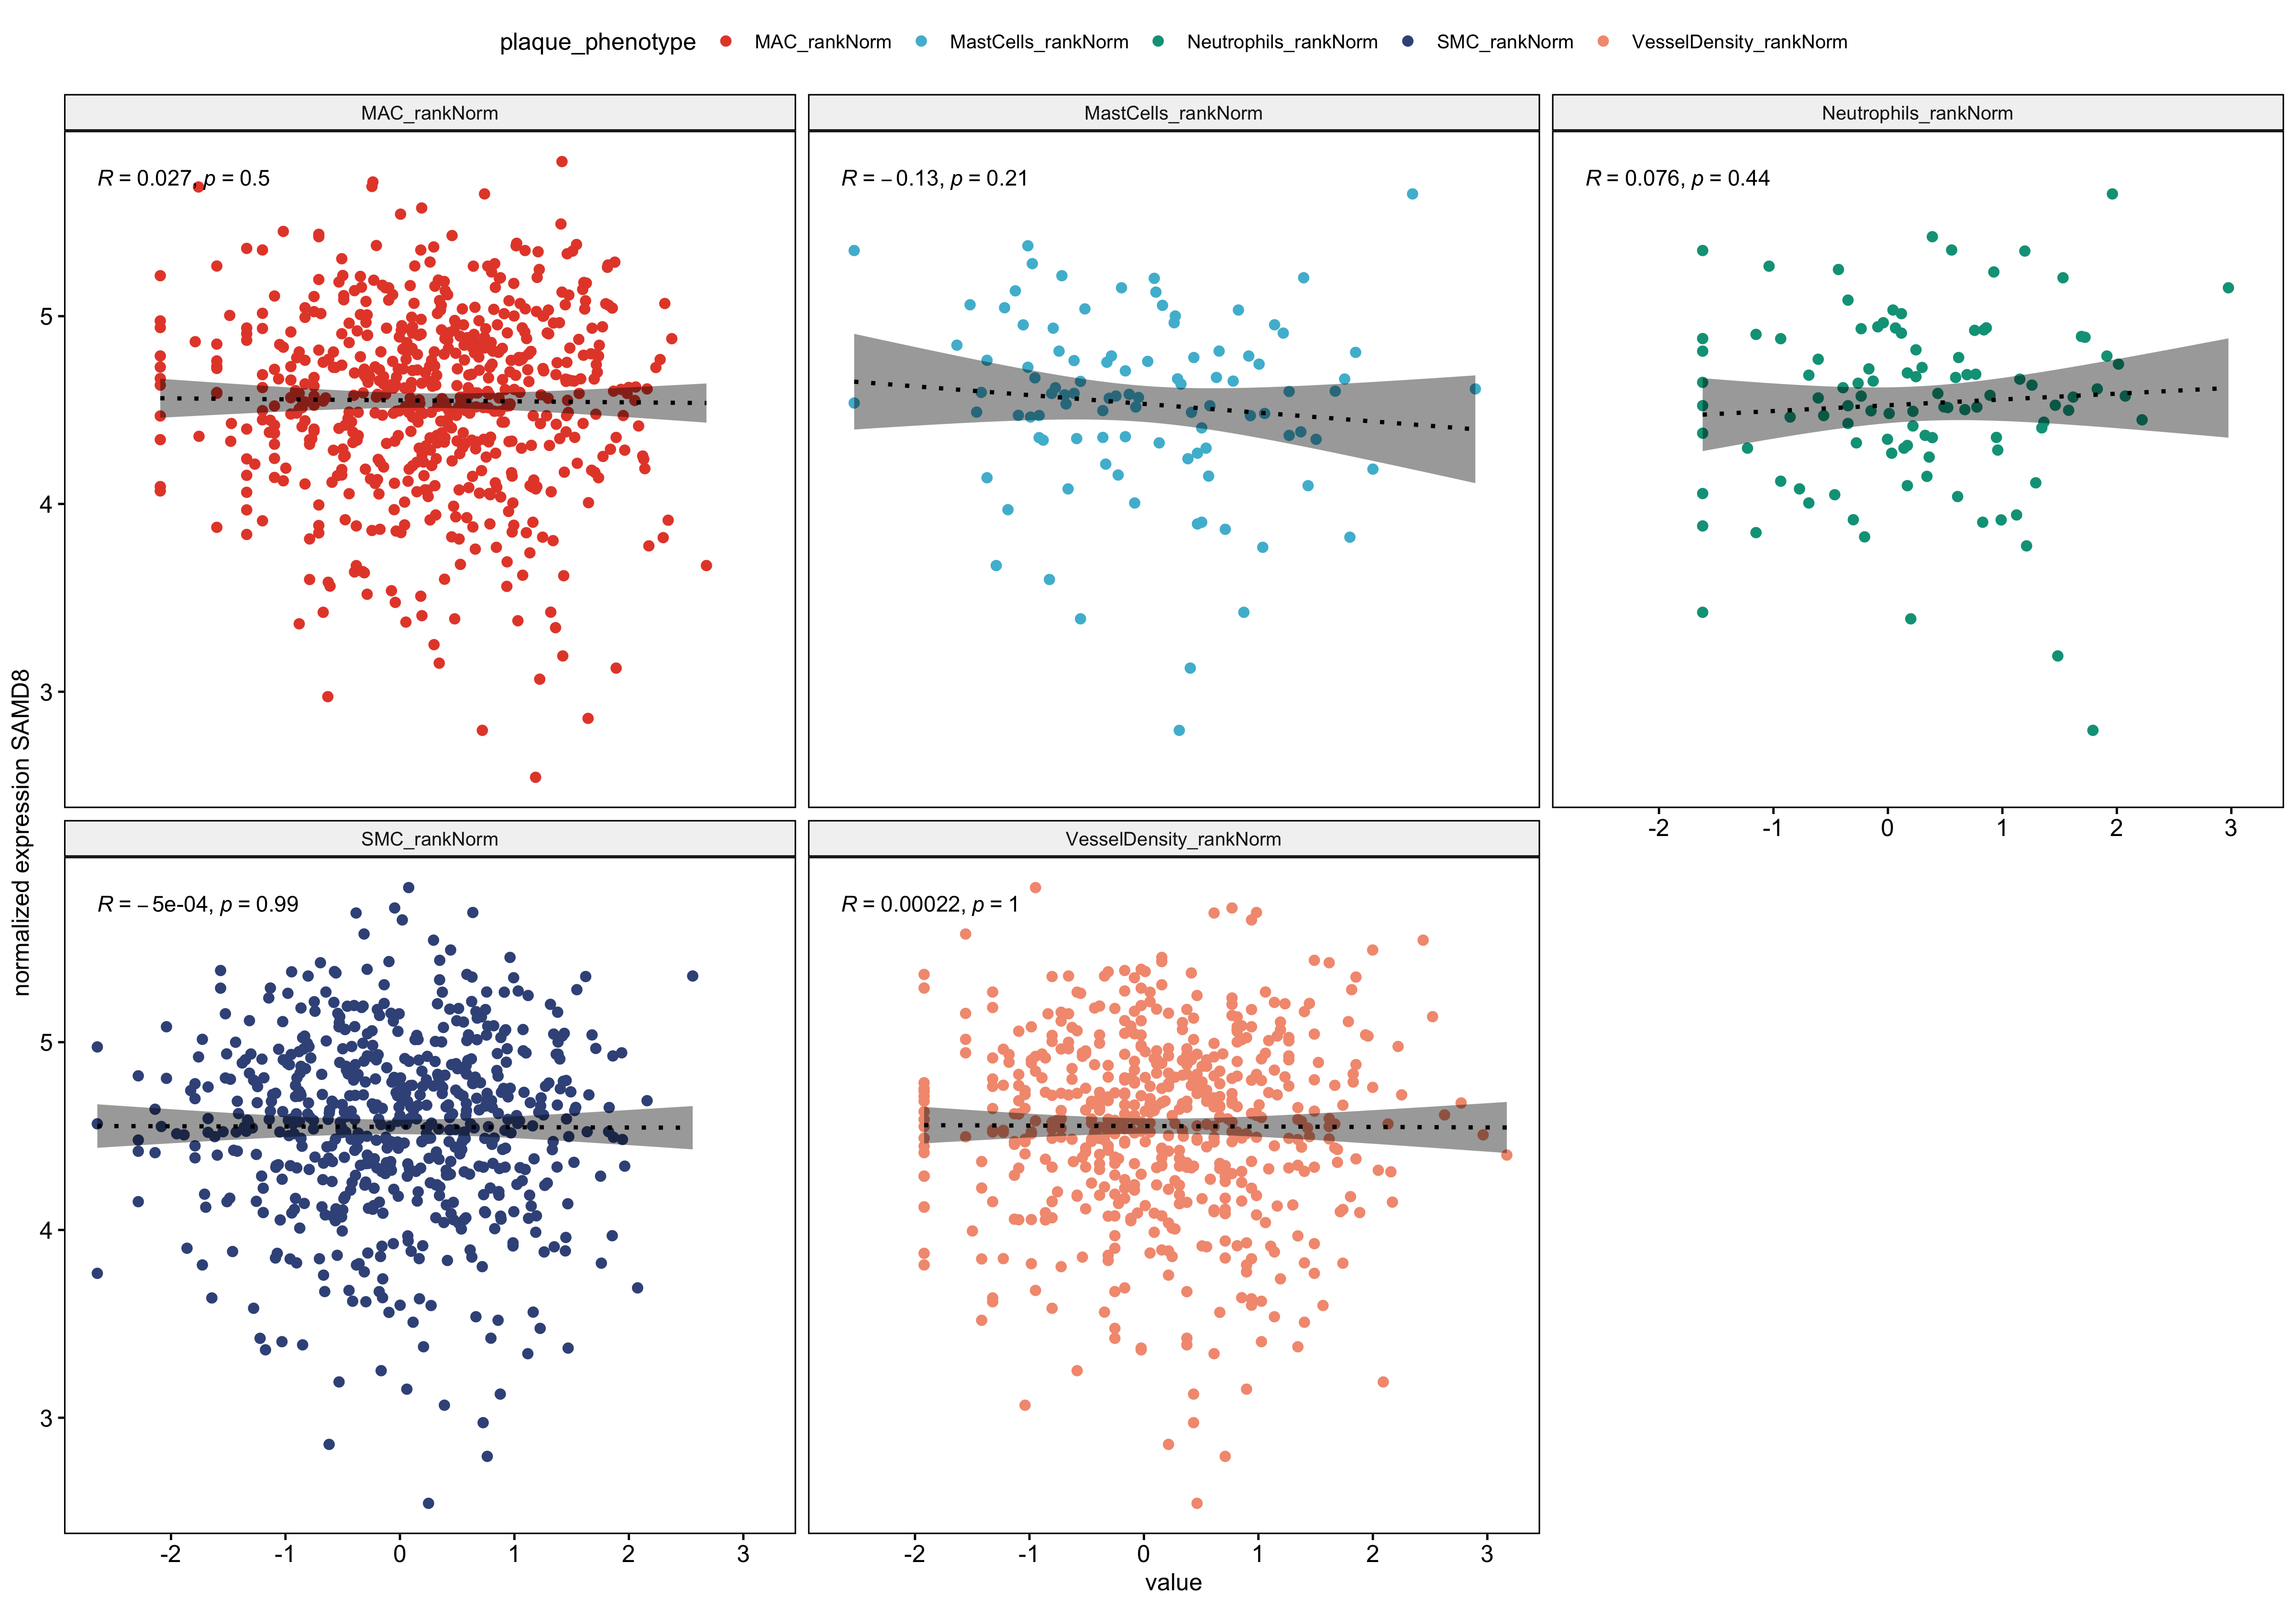 plaque_phenotype MAC_rankNorm MastCells_rankNorm Neutrophils_rankNorm SMC_rankNorm VesselDensity_rankNorm
MAC_rankNorm
MastCells_rankNorm
Neutrophils_rankNorm
R = 0.027, p = 0.5
R = −0.13, p = 0.21
R = 0.076, p = 0.44
5
4
3
-2 -1 0 1 2 3
normalized expression SAMD8
SMC_rankNorm
VesselDensity_rankNorm
R = −5e-04, p = 0.99
R = 0.00022, p = 1
5
4
3
-2 -1 0 1 2 3
-2 -1 0 1 2 3
value